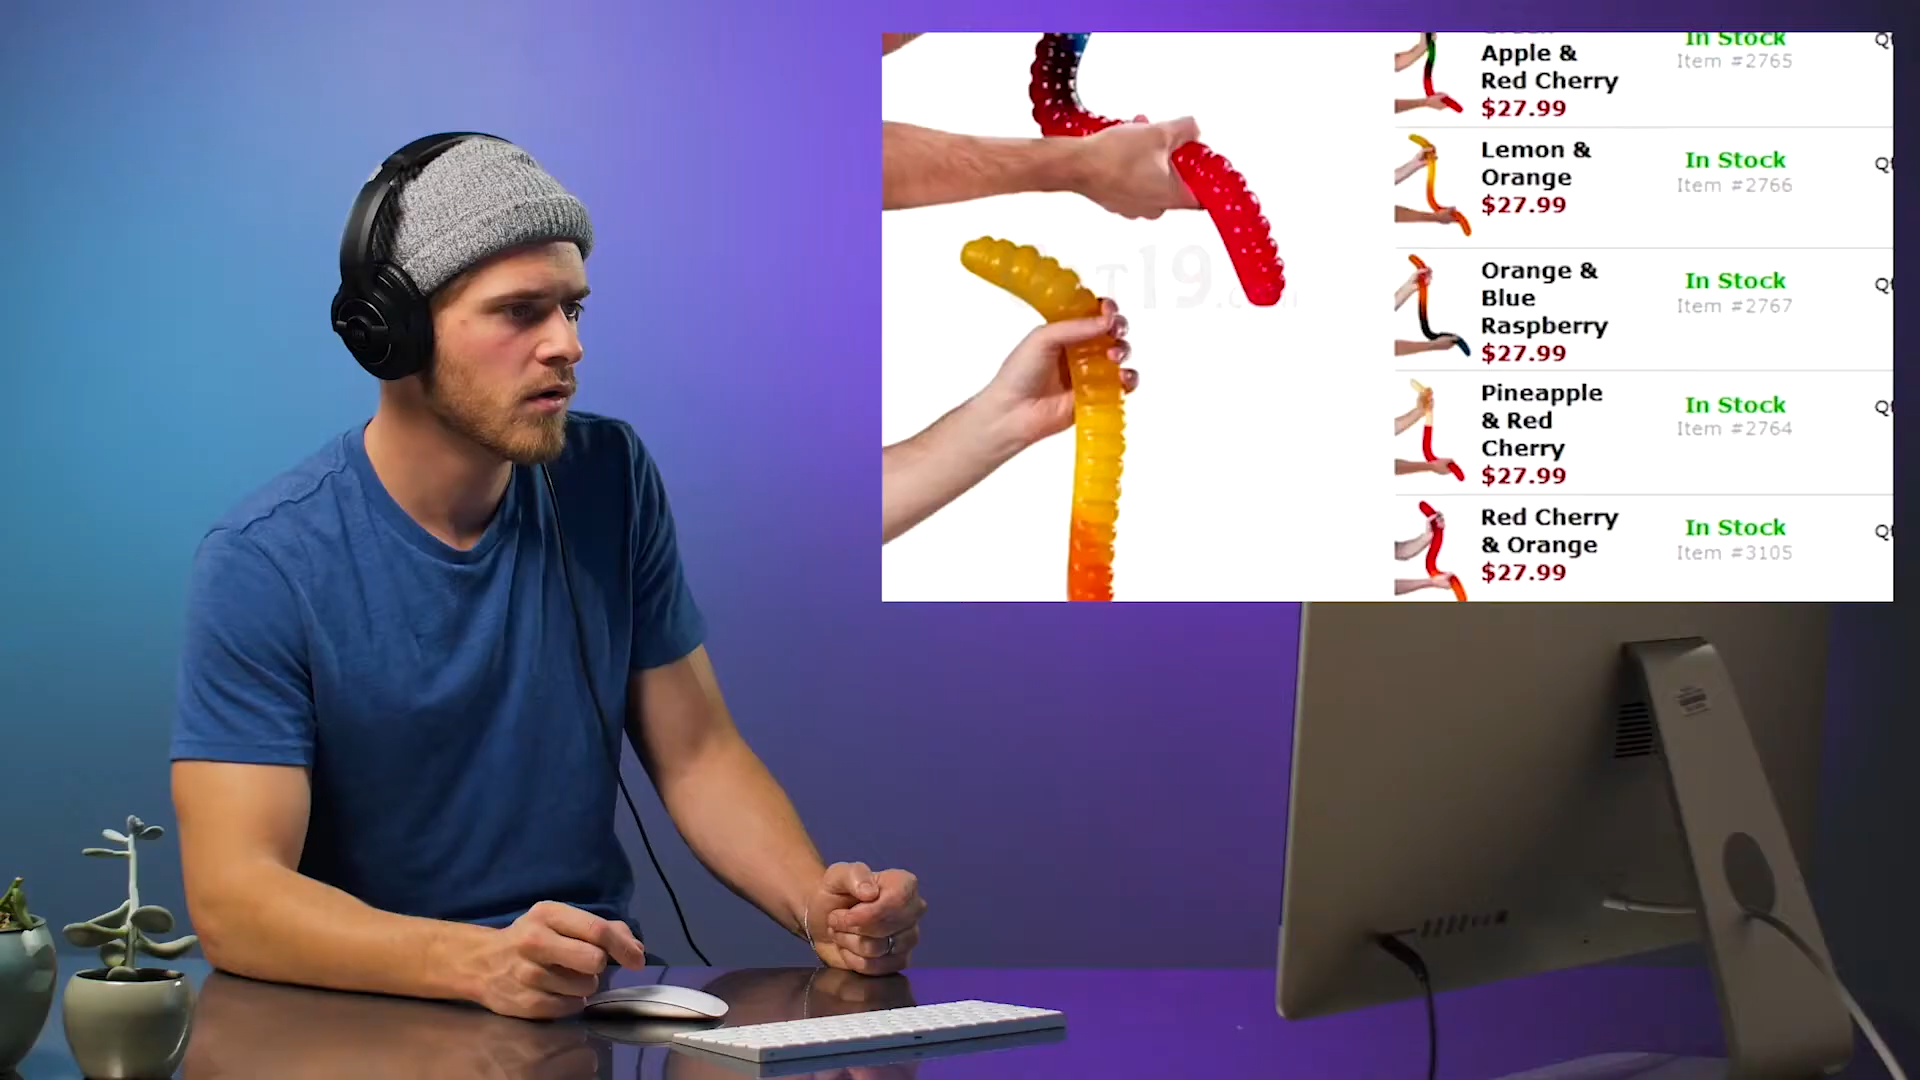 Apple &
Red Cherry
$27.99
In Stock
Item #2765
Lemon &
Orange
$27.99
In Stock
Item #2766
Orange &
Blue
Raspberry
$27.99
In Stock
Item #2767
Pineapple
& Red
Cherry
$27.99
In Stock
Item #2764
Red Cherry
& Orange
$27.99
In Stock
Item #3105